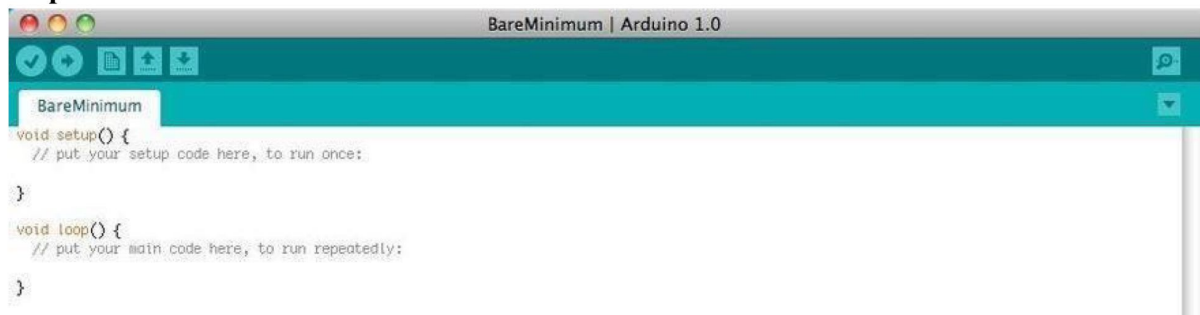 BareMinimum | Arduino 1.0
BareMinimum
void setup() {
// put your setup code here, to run once:
}
void loop() {
// put your main code here, to run repeatedly:
}